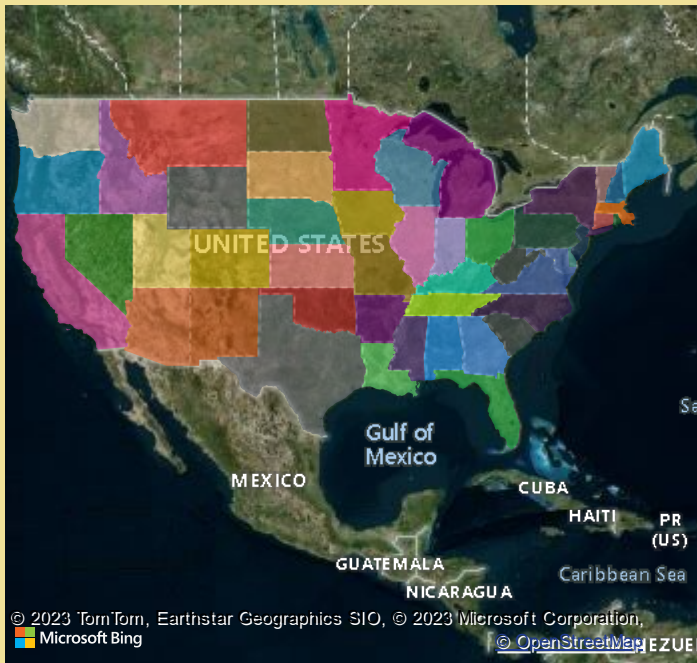 UNITED STATES
Gulf of
Mexico
MEXICO
CUBA
HAITI
PR
(US)
GUATEMALA
Caribbean Sea
NICARAGUA
© 2023 TomTom, Earthstar Geographics SIO, © 2023 Microsoft Corporation,
Microsoft Bing
© OpenStreetMap